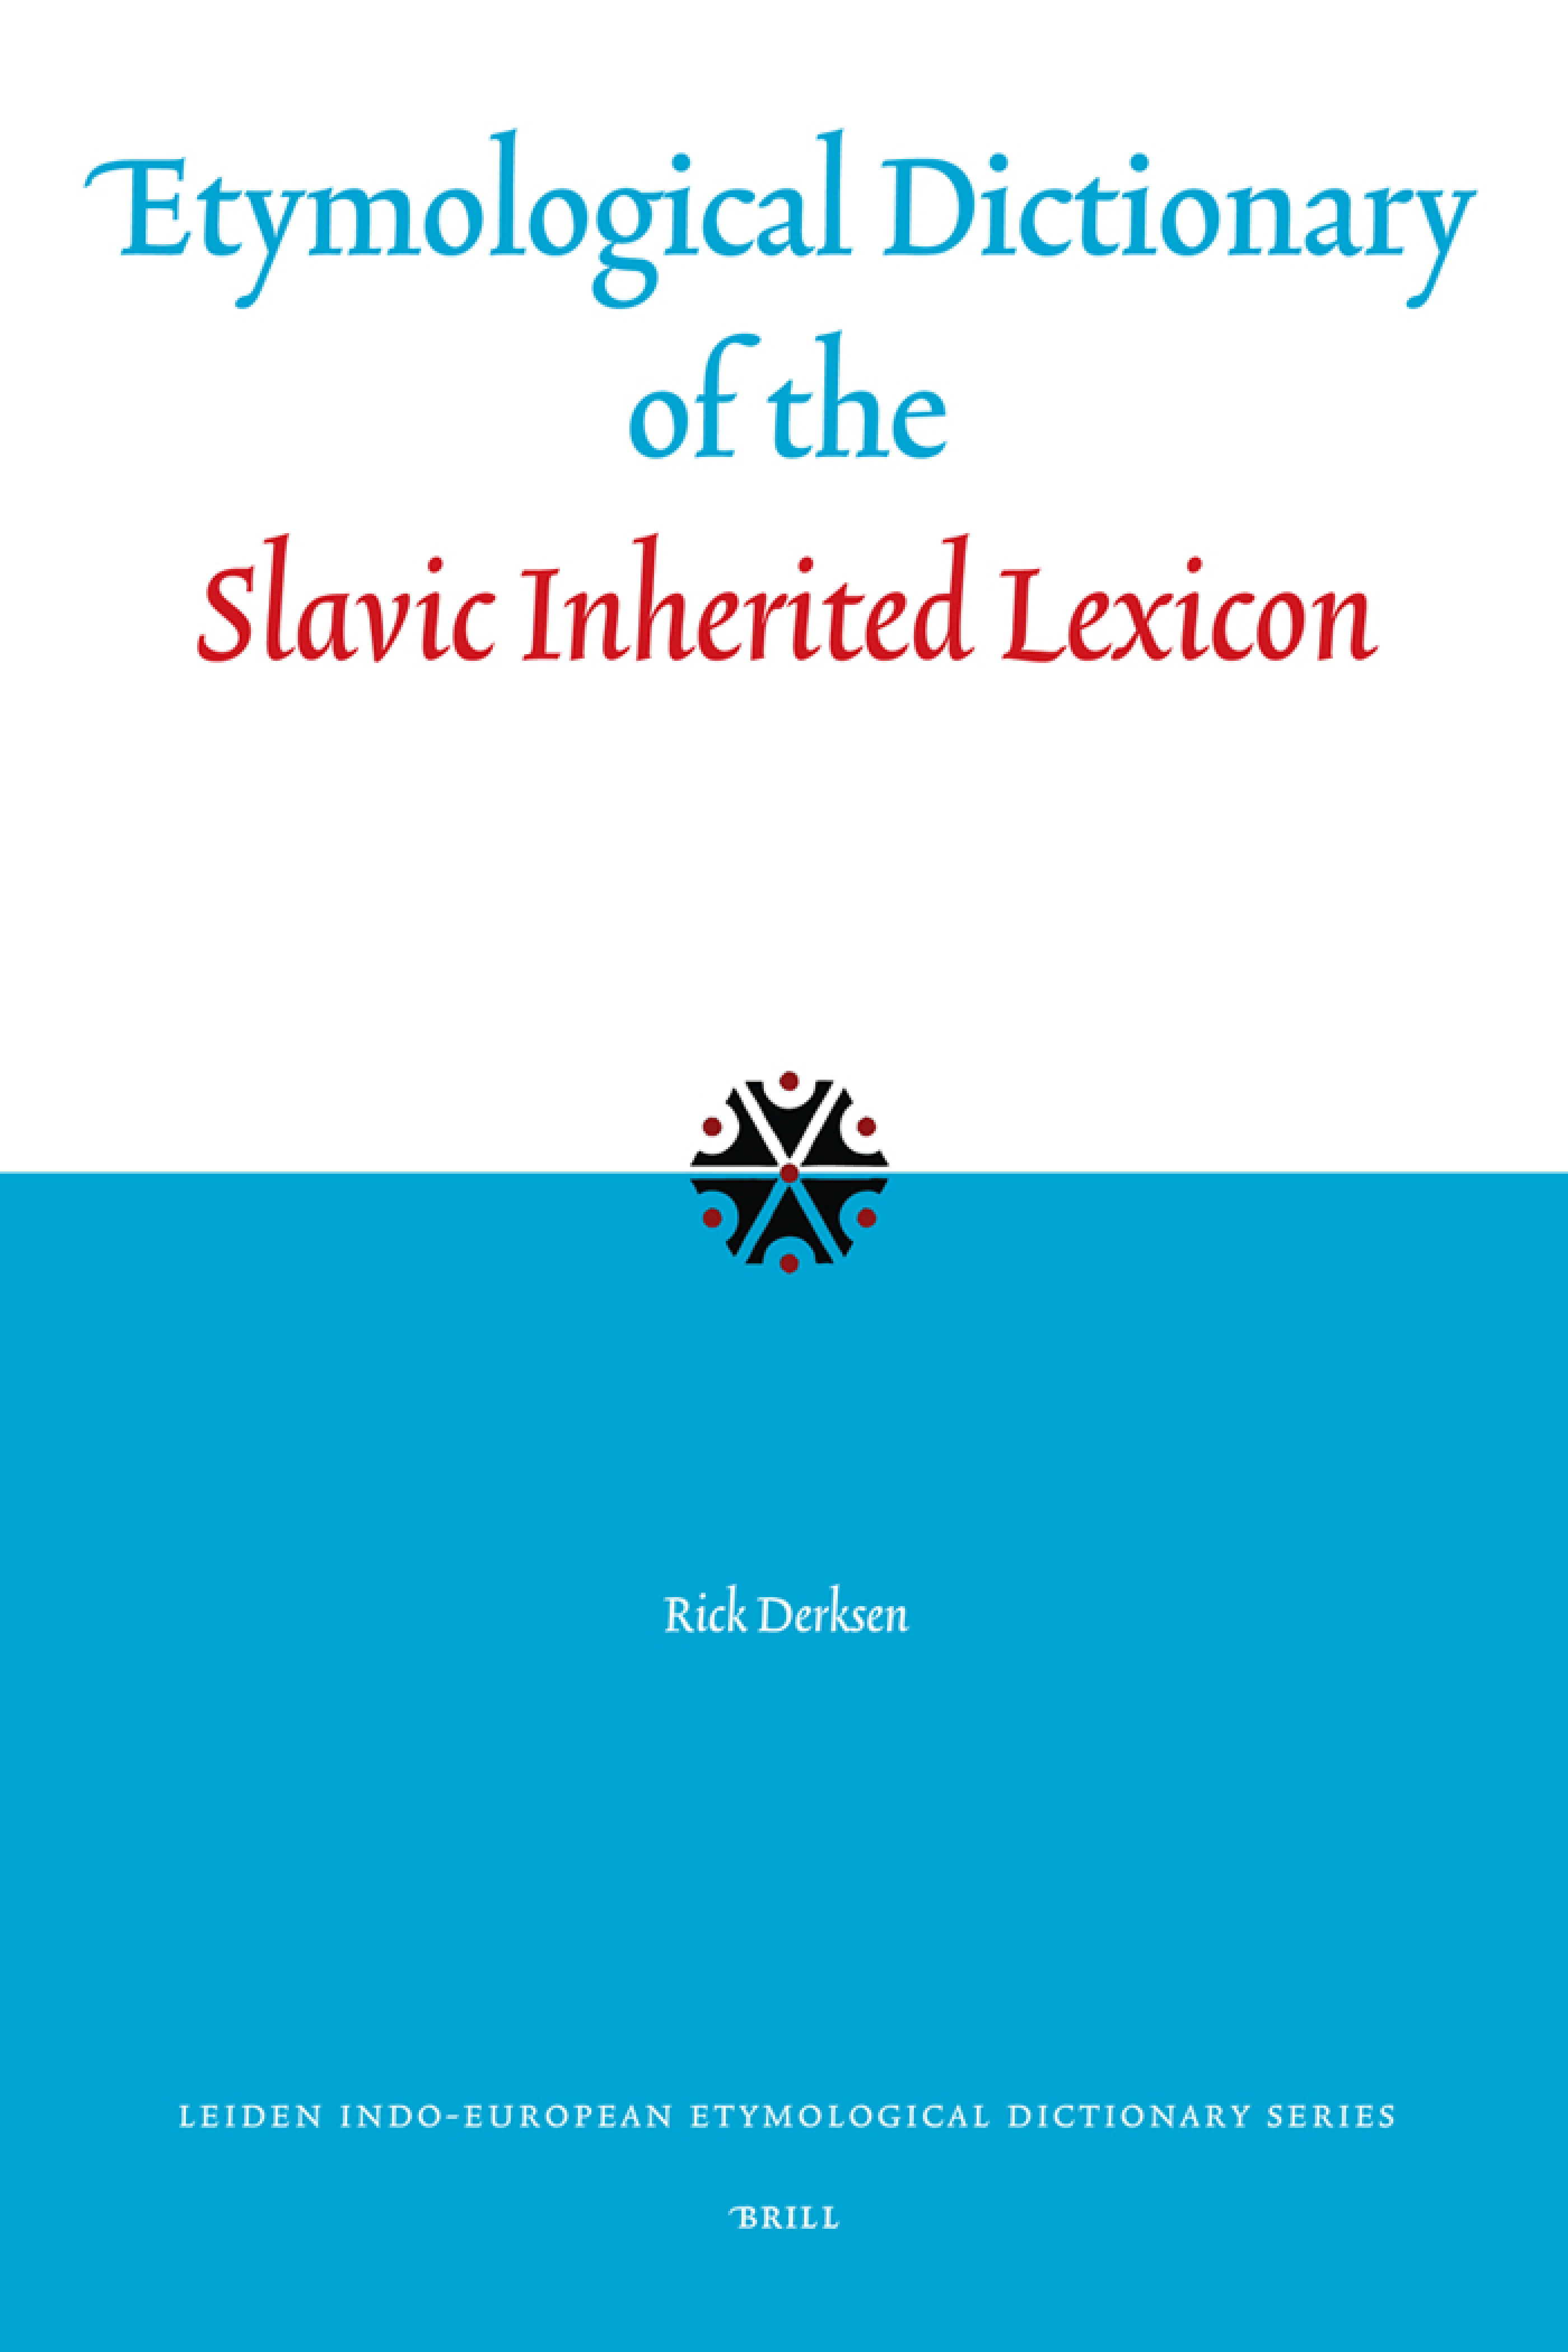 Etymological Dictionary
of the
Slavic Inherited Lexicon
Rick Derksen
LEIDEN INDO-EUROPEAN ETYMOLOGICAL DICTIONARY SERIES
BRILL